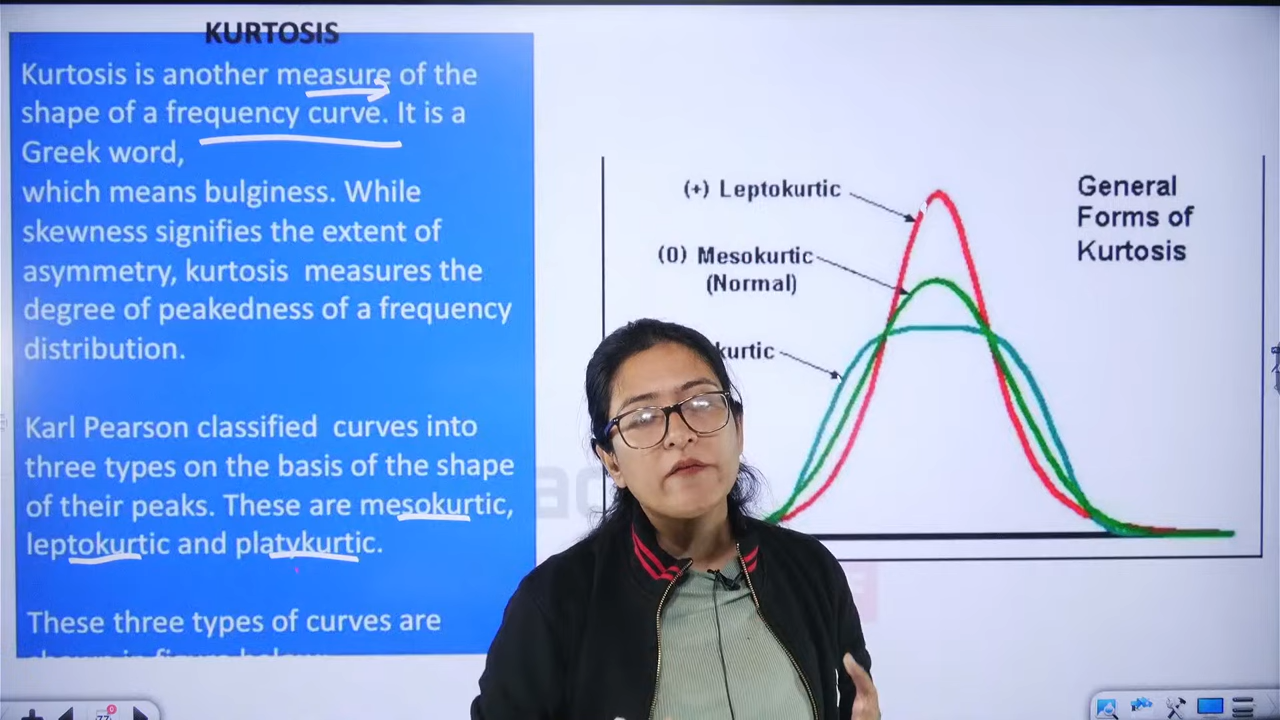 KURTOSIS
Kurtosis is another measure of the
shape of a frequency curve. It is a
Greek word,
which means bulginess. While
skewness signifies the extent of
asymmetry, kurtosis measures the
degree of peakedness of a frequency
distribution.
Karl Pearson classified curves into
three types on the basis of the shape
of their peaks. These are mesokurtic,
leptokurtic and platykurtic.
These three types of curves are
(+) Leptokurtic
(0) Mesokurtic
(Normal)
kurtic
General
Forms of
Kurtosis